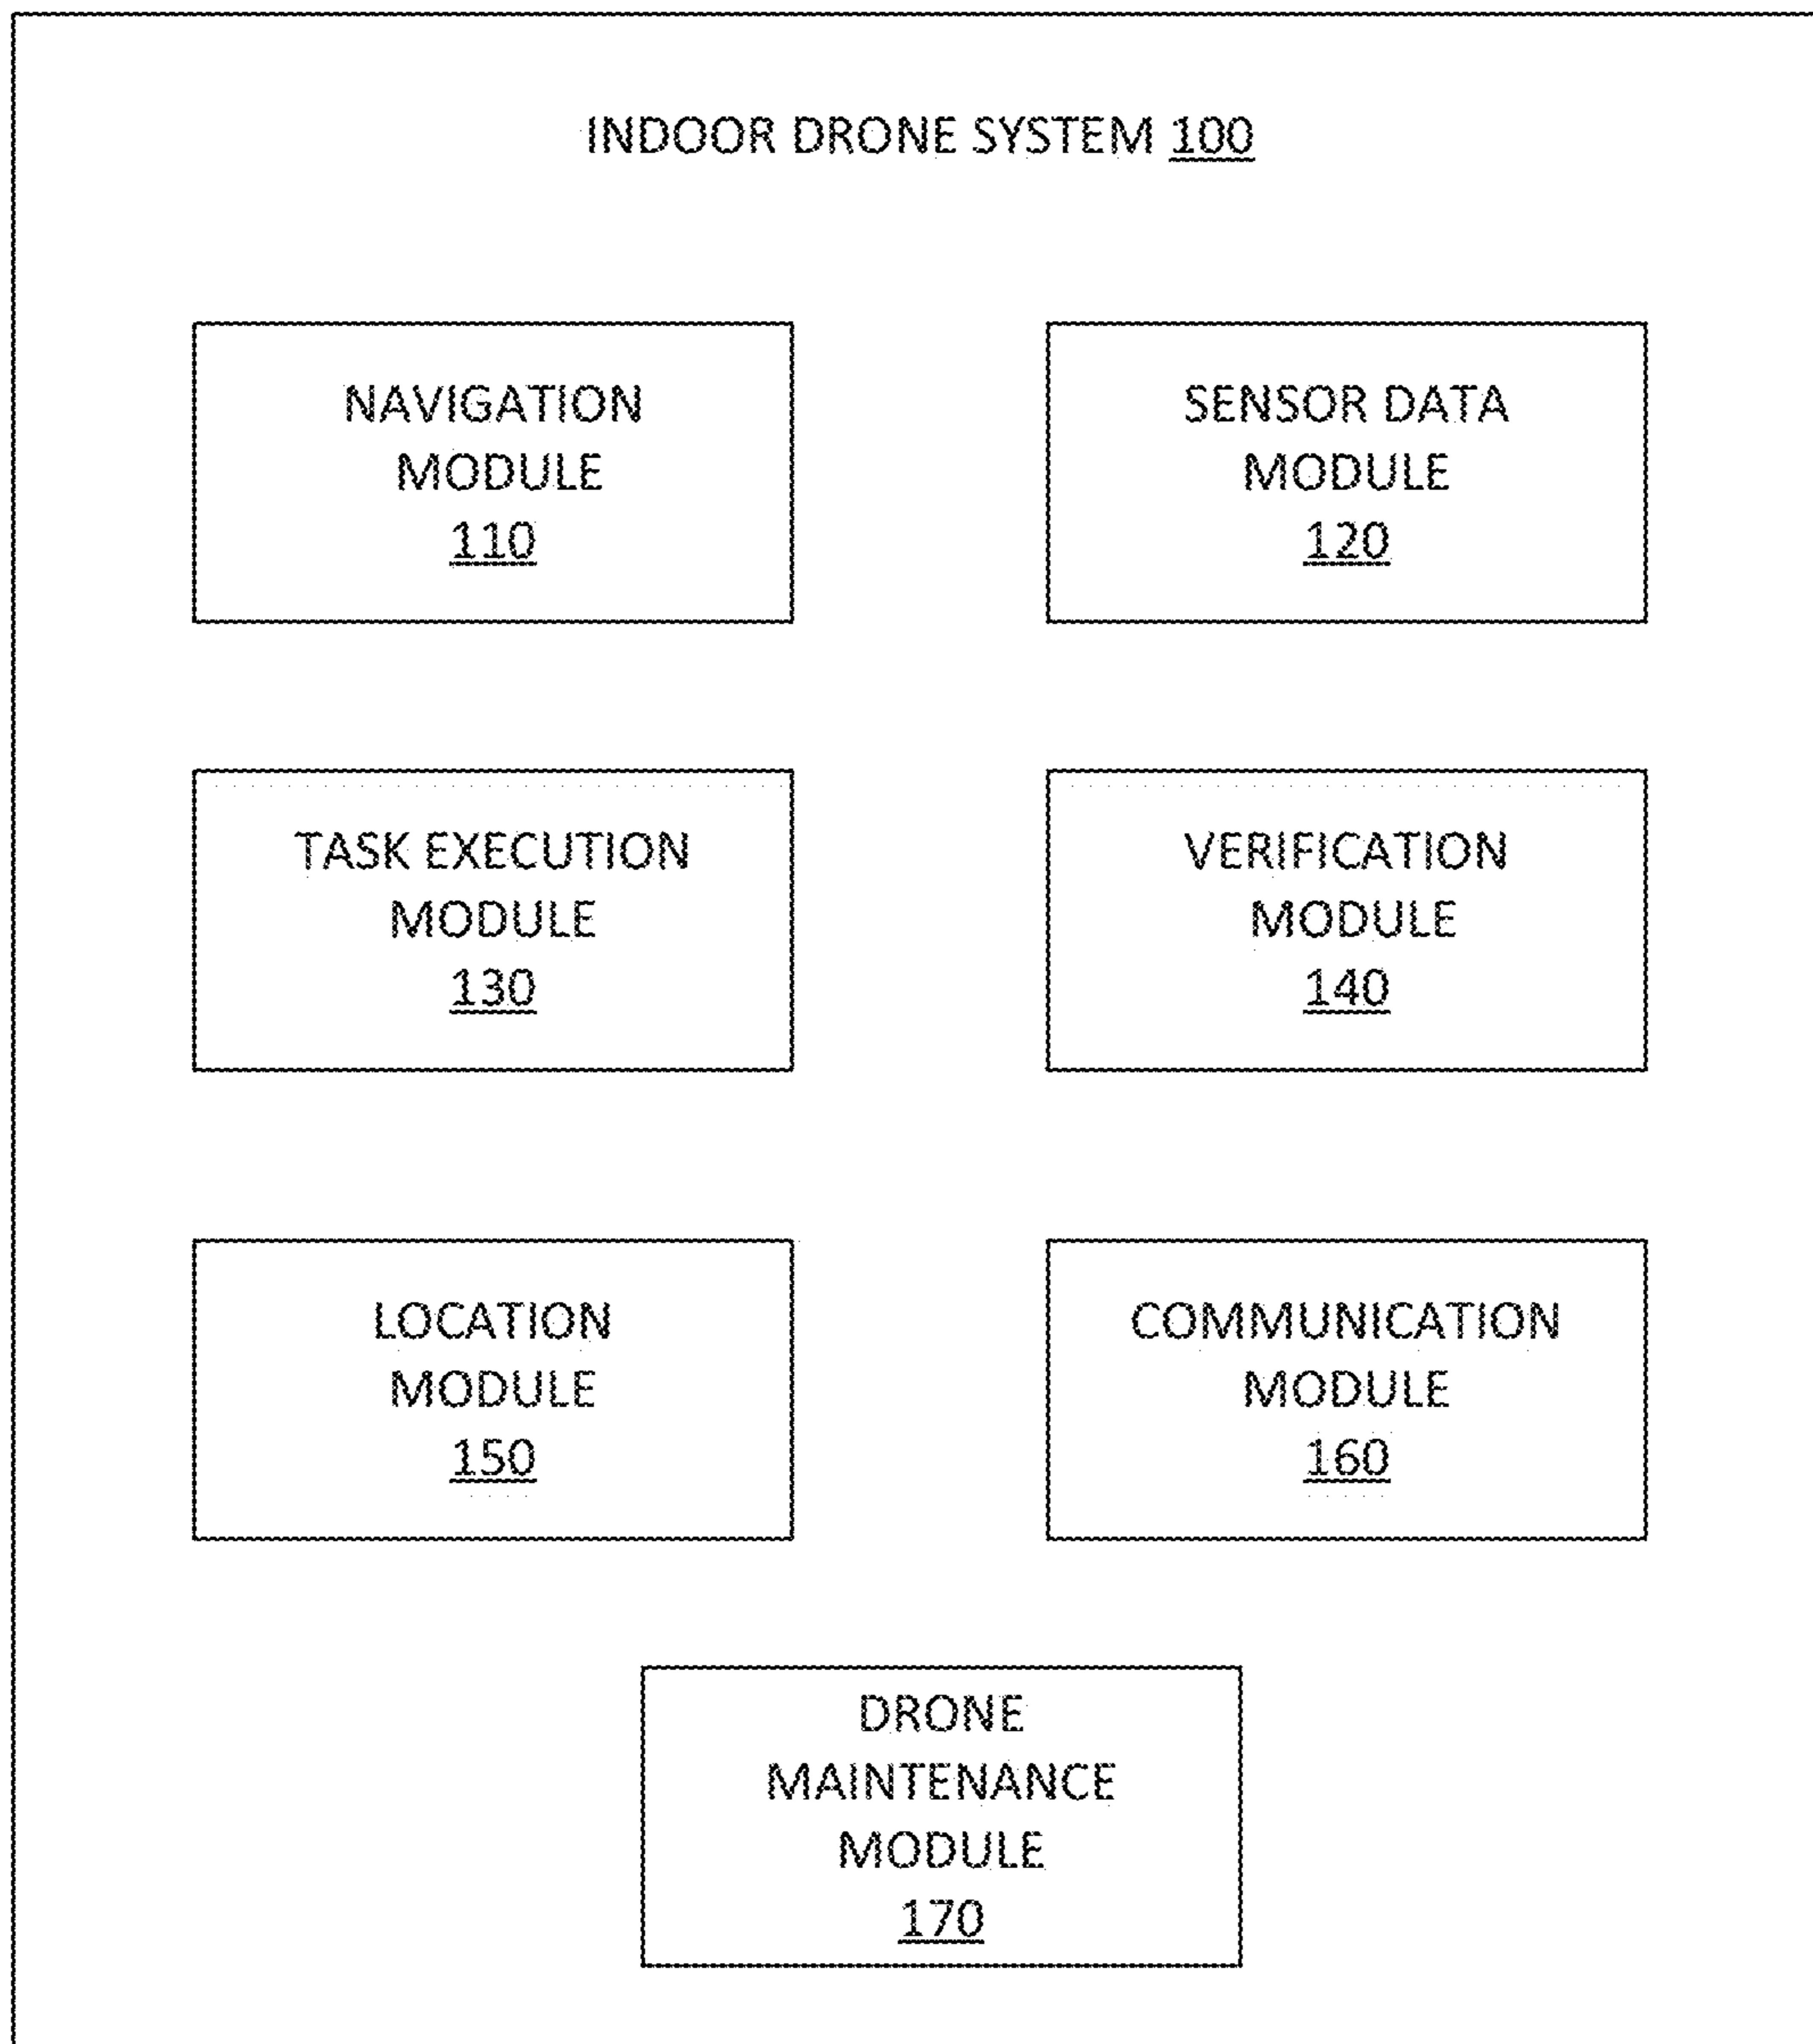 INDOOR DRONE SYSTEM 100
NAVIGATION
MODULE
110
SENSOR DATA
MODULE
120
TASK EXECUTION
MODULE
130
VERIFICATION
MODULE
140
LOCATION
MODULE
150
COMMUNICATION
MODULE
160
DRONE
MAINTENANCE
MODULE
170